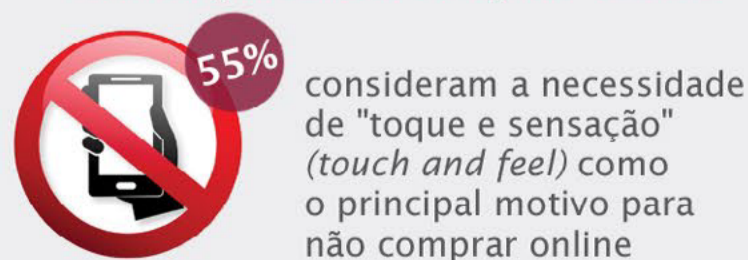 55%
consideram a necessidade
de "toque e sensação"
(touch and feel) como
o principal motivo para
não comprar online